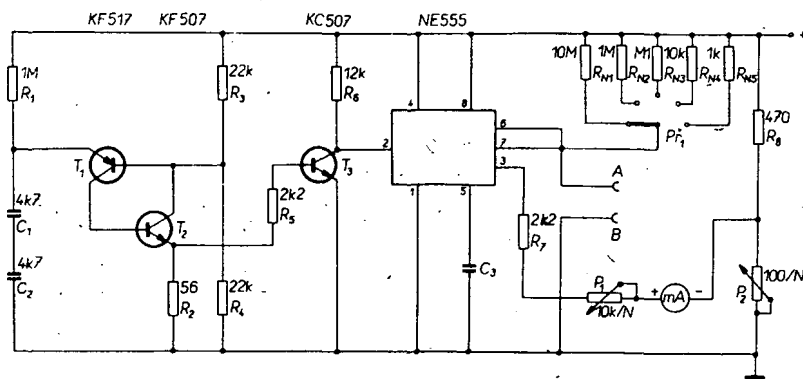 KF517 KF507 KC507 NE555
+
1M
R1
22k
R3
12k
R6
10M
RN1
1M
RN2
M1
RN3
10k
RN4
1k
RN5
470
R8
4
8
T1
T3
2
6
7
3
Př1
A
4k7
C1
T2
2k2
R5
1
5
B
2k2
R7
4k7
C2
56
R2
22k
R4
C3
P1
10k/N
+ mA -
100/N
P2